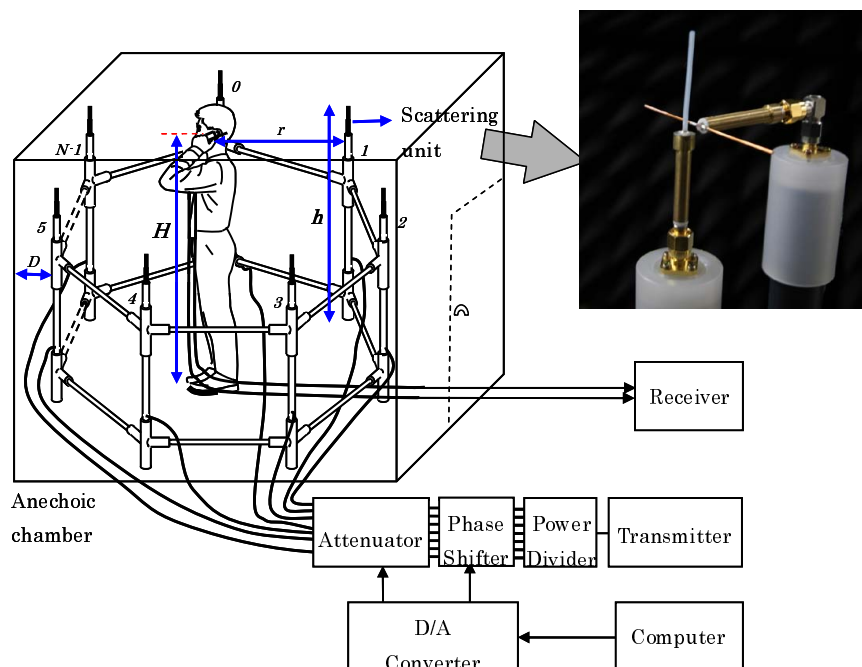 0
Scattering
unit
r
N-1
1
2
5
H
h
D
4
3
Receiver
Anechoic
chamber
Attenuator
Phase
Shifter
Power
Divider
Transmitter
D/A
Converter
Computer